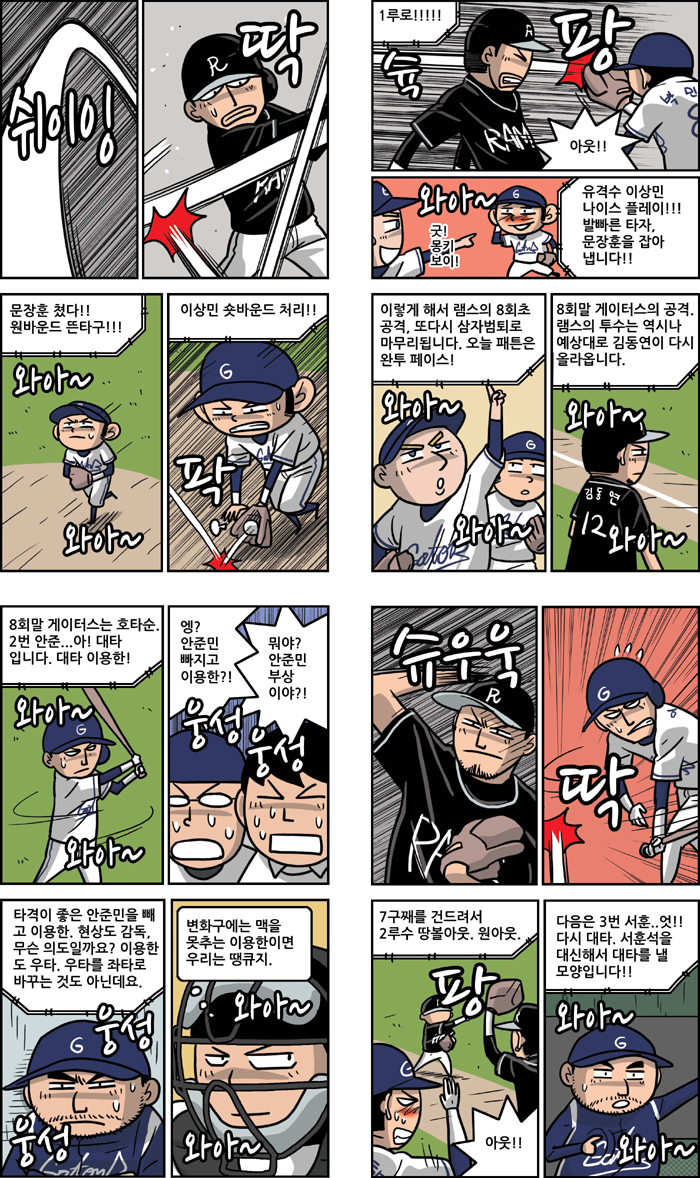 쉬이잉
딱
R
RAMS
문장훈 쳤다!!
원바운드 뜬타구!!!
와아~
와아~
이상민 숏바운드 처리!!
G
팍
1루로!!!!!
슉
R
RAM
팡
박 민
아웃!!
와아~
굿!
몽키
보이!
G
유격수 이상민
나이스 플레이!!!
발빠른 타자,
문장훈을 잡아
냅니다!!
이렇게 해서 램스의 8회초
공격, 또다시 삼자범퇴로
마무리됩니다. 오늘 패튼은
완투 페이스!
와아~
G
와아~
Gators
8회말 게이터스의 공격.
램스의 투수는 역시나
예상대로 김동연이 다시
올라옵니다.
와아~
김동연
12
와아~
8회말 게이터스는 호타순.
2번 안준...아! 대타
입니다. 대타 이용한!
와아~
G
와아~
엥?
안준민
빠지고
이용한?!
뭐야?
안준민
부상
이야?!
웅성
웅성
타격이 좋은 안준민을 빼
고 이용한. 현상도 감독,
무슨 의도일까요? 이용한
도 우타. 우타를 좌타로
바꾸는 것도 아닌데요.
웅성
G
웅성
변화구에는 맥을
못추는 이용한이면
우리는 땡큐지.
와아~
와아~
슈우욱
R
RA
G
딱
7구째를 건드려서
2루수 땅볼아웃. 원아웃.
팡
G
아웃!!
다음은 3번 서훈..엇!!
다시 대타. 서훈석을
대신해서 대타를 낼
모양입니다!!
와아~
G
와아~